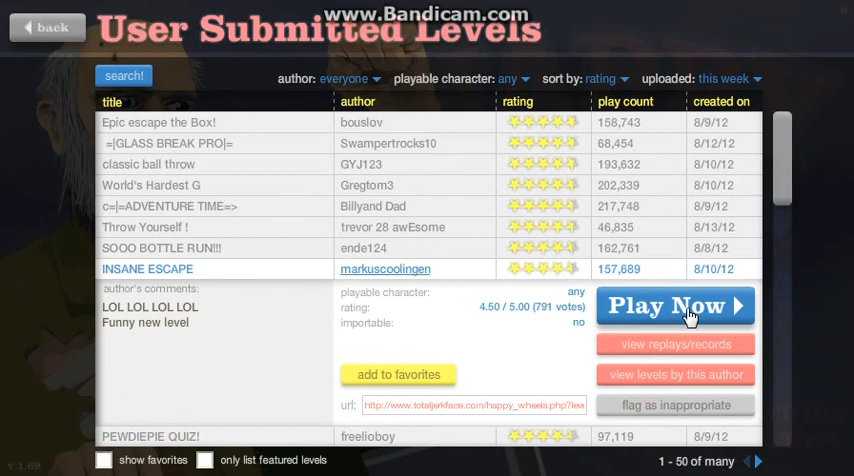 www.Bandicam.com
back
User Submitted Levels
search!
author: everyone playable character: any sort by: rating uploaded: this week
title author rating play count created on
Epic escape the Box! bouslov 158,743 8/9/12
=|GLASS BREAK PRO|= Swampertrocks10 68,454 8/12/12
classic ball throw GYJ123 193,632 8/10/12
World's Hardest G Gregtom3 202,339 8/10/12
c=|=ADVENTURE TIME=> Billyand Dad 217,748 8/9/12
Throw Yourself ! trevor 28 awEsome 46,835 8/13/12
SOOO BOTTLE RUN!!! ende124 162,761 8/8/12
INSANE ESCAPE markuscoolingen 157,689 8/10/12
author's comments:
LOL LOL LOL LOL
Funny new level
playable character: any
rating: 4.50 / 5.00 (791 votes)
importable: no
add to favorites
url: http://www.totaljerkface.com/happy_wheels.php?lev
Play Now
view replays/records
view levels by this author
flag as inappropriate
PEWDIEPIE QUIZ! freelioboy 97,119 8/9/12
show favorites only list featured levels 1 - 50 of many
v 1.69